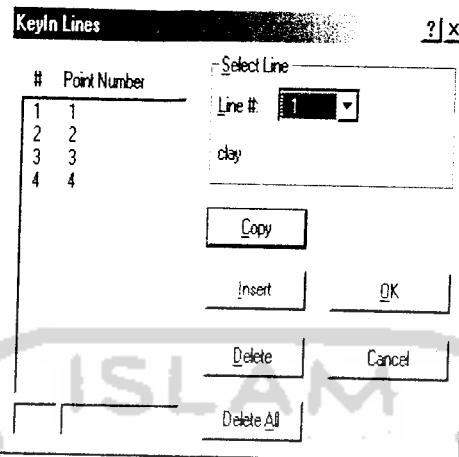 KeyIn Lines
? x
# Point Number
1 1
2 2
3 3
4 4
Select Line
Line #: 1
clay
Copy
Insert
OK
Delete
Cancel
Delete All
ISLAM